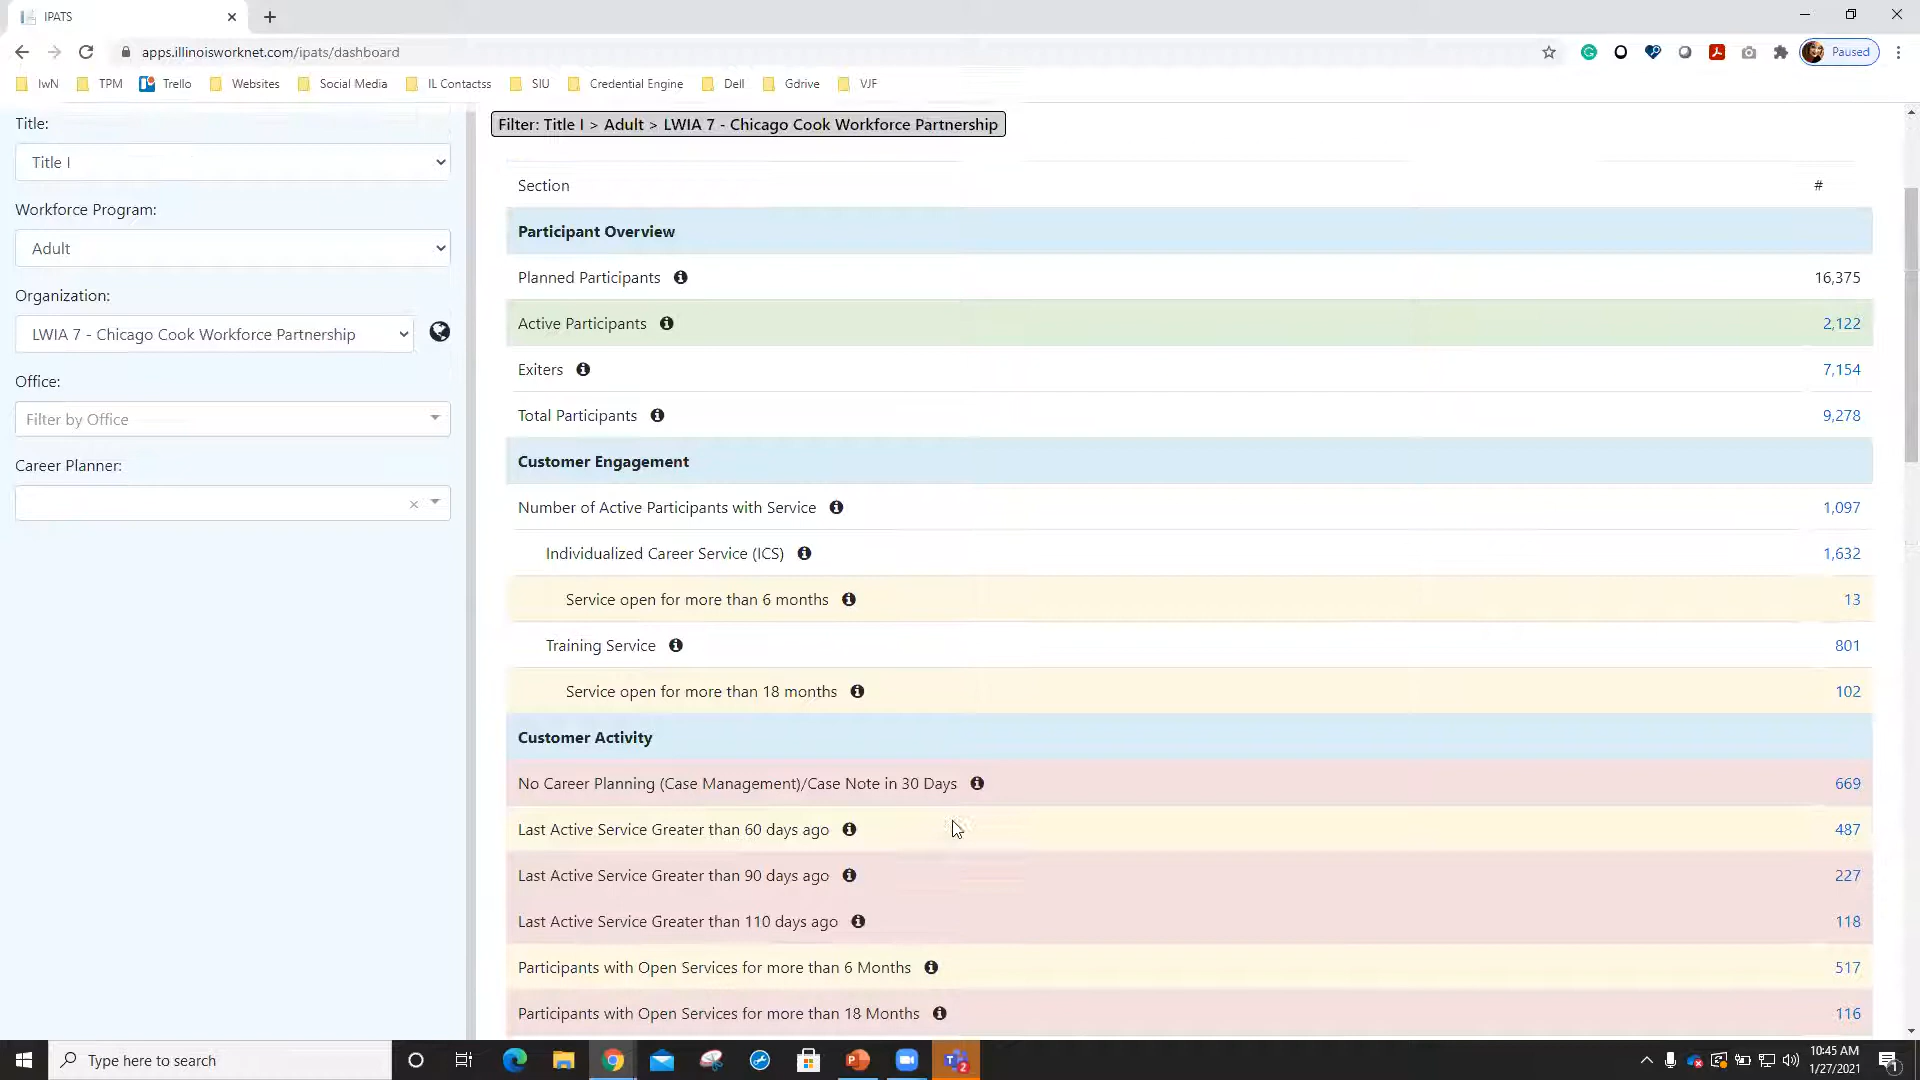 IPATS
apps.illinoisworknet.com/ipats/dashboard
Paused
IwN TPM Trello Websites Social Media IL Contactss SIU Credential Engine Dell Gdrive VJF
Title:
Title I
Workforce Program:
Adult
Organization:
LWIA 7 - Chicago Cook Workforce Partnership
Office:
Filter by Office
Career Planner:
Filter: Title I > Adult > LWIA 7 - Chicago Cook Workforce Partnership
Section #
Participant Overview
Planned Participants 16,375
Active Participants 2,122
Exiters 7,154
Total Participants 9,278
Customer Engagement
Number of Active Participants with Service 1,097
Individualized Career Service (ICS) 1,632
Service open for more than 6 months 13
Training Service 801
Service open for more than 18 months 102
Customer Activity
No Career Planning (Case Management)/Case Note in 30 Days 669
Last Active Service Greater than 60 days ago 487
Last Active Service Greater than 90 days ago 227
Last Active Service Greater than 110 days ago 118
Participants with Open Services for more than 6 Months 517
Participants with Open Services for more than 18 Months 116
Type here to search
10:45 AM
1/27/2021